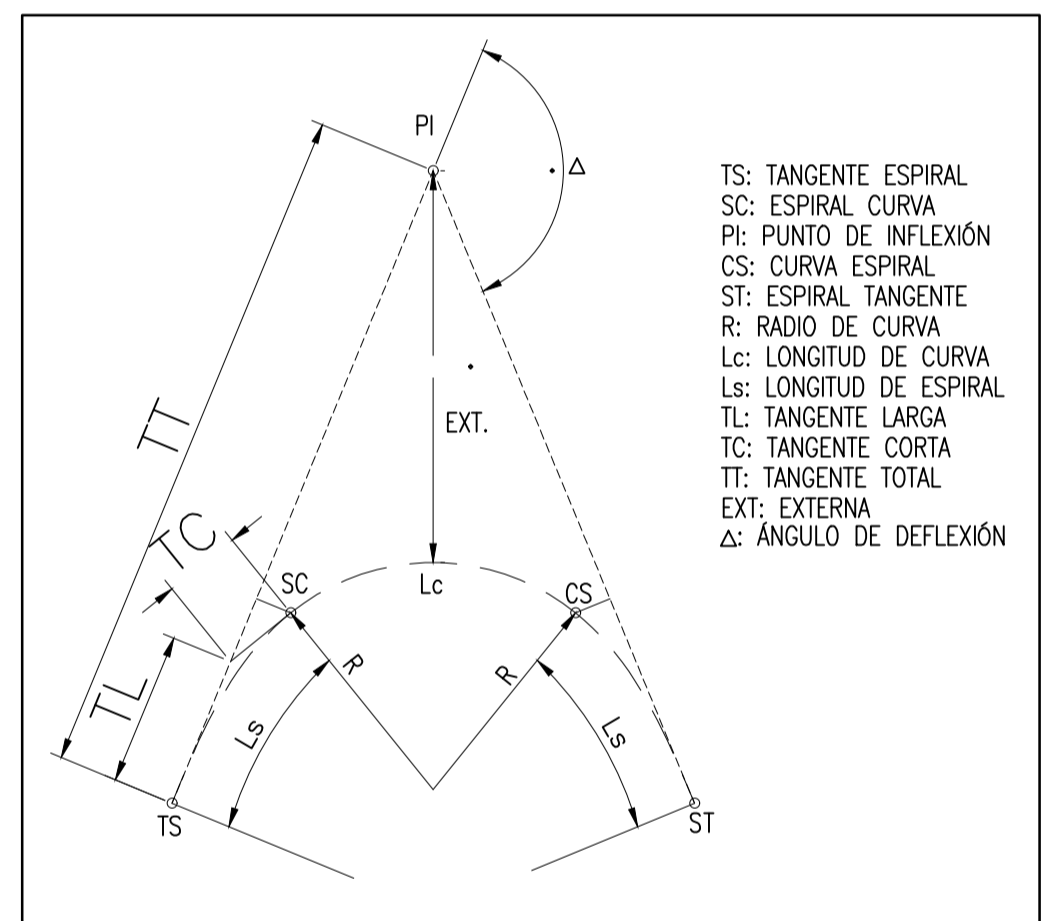 PI
Δ
TT
EXT.
TC
SC
Lc
CS
TL
R
R
Ls
Ls
TS
ST
TS: TANGENTE ESPIRAL
SC: ESPIRAL CURVA
PI: PUNTO DE INFLEXIÓN
CS: CURVA ESPIRAL
ST: ESPIRAL TANGENTE
R: RADIO DE CURVA
Lc: LONGITUD DE CURVA
Ls: LONGITUD DE ESPIRAL
TL: TANGENTE LARGA
TC: TANGENTE CORTA
TT: TANGENTE TOTAL
EXT: EXTERNA
Δ: ÁNGULO DE DEFLEXIÓN